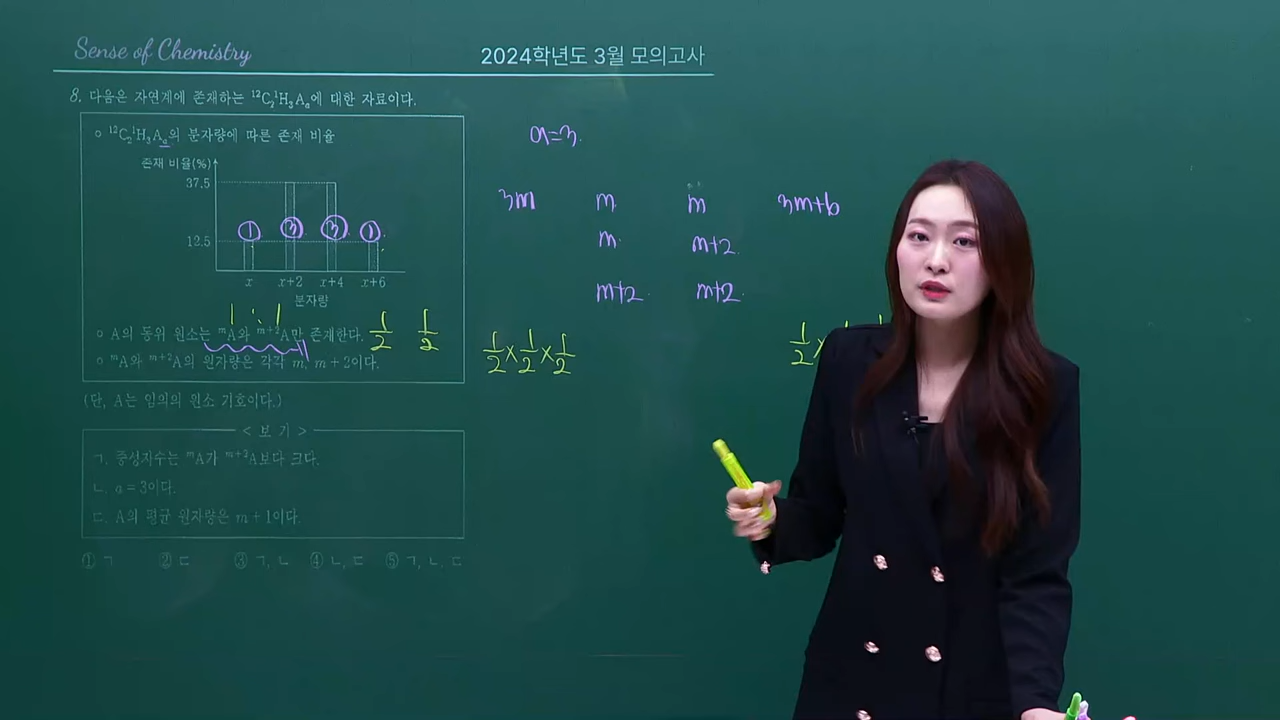 Sense of Chemistry
2024학년도 3월 모의고사
8. 다음은 자연계에 존재하는 ¹²C₂¹H₃Aₐ에 대한 자료이다.
○ ¹²C₂¹H₃Aₐ의 분자량에 따른 존재 비율
존재 비율(%)
37.5
12.5
① ③ ③ ①
x x+2 x+4 x+6
분자량
1 : 1
○ A의 동위 원소는 ᵐA와 ᵐ⁺²A만 존재한다.
○ ᵐA와 ᵐ⁺²A의 원자량은 각각 m, m+2이다.
(단, A는 임의의 원소 기호이다.)
< 보 기 >
ㄱ. 중성자수는 ᵐA가 ᵐ⁺²A보다 크다.
ㄴ. a = 3이다.
ㄷ. A의 평균 원자량은 m+1이다.
① ㄱ ② ㄷ ③ ㄱ, ㄴ ④ ㄴ, ㄷ ⑤ ㄱ, ㄴ, ㄷ
a=3.
3m m m 3m+6
m m+2
m+2 m+2
1/2 1/2
1/2 × 1/2 × 1/2
1/2 ×